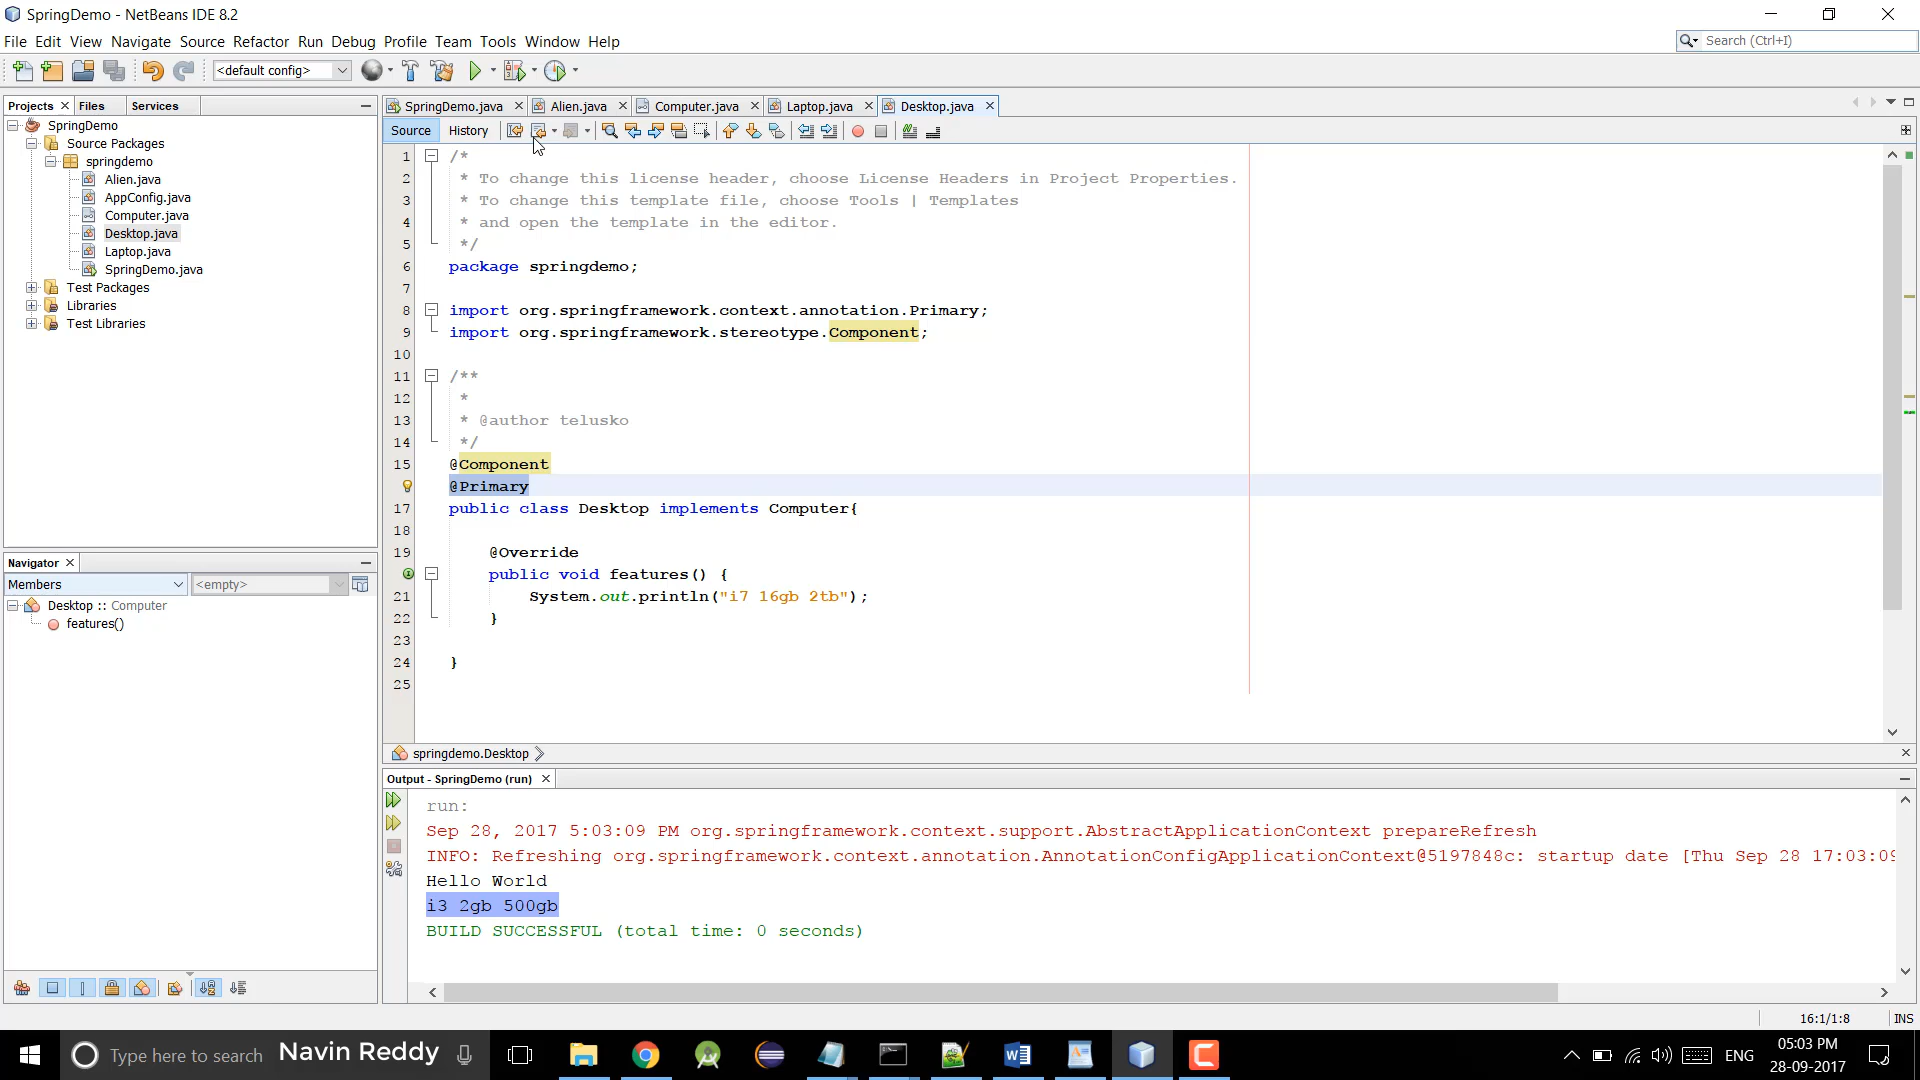 SpringDemo - NetBeans IDE 8.2
File Edit View Navigate Source Refactor Run Debug Profile Team Tools Window Help
Search (Ctrl+I)
<default config>
Projects Files Services
SpringDemo
Source Packages
springdemo
Alien.java
AppConfig.java
Computer.java
Desktop.java
Laptop.java
SpringDemo.java
Test Packages
Libraries
Test Libraries
Navigator
Members <empty>
Desktop :: Computer
features()
SpringDemo.java Alien.java Computer.java Laptop.java Desktop.java
Source History
1 /*
2 * To change this license header, choose License Headers in Project Properties.
3 * To change this template file, choose Tools | Templates
4 * and open the template in the editor.
5 */
6 package springdemo;
7
8 import org.springframework.context.annotation.Primary;
9 import org.springframework.stereotype.Component;
10
11 /**
12 *
13 * @author telusko
14 */
15 @Component
@Primary
17 public class Desktop implements Computer{
18
19 @Override
public void features() {
21 System.out.println("i7 16gb 2tb");
22 }
23
24 }
25
springdemo.Desktop
Output - SpringDemo (run)
run:
Sep 28, 2017 5:03:09 PM org.springframework.context.support.AbstractApplicationContext prepareRefresh
INFO: Refreshing org.springframework.context.annotation.AnnotationConfigApplicationContext@5197848c: startup date [Thu Sep 28 17:03:09
Hello World
i3 2gb 500gb
BUILD SUCCESSFUL (total time: 0 seconds)
16:1/1:8 INS
Type here to search
Navin Reddy
ENG
05:03 PM
28-09-2017